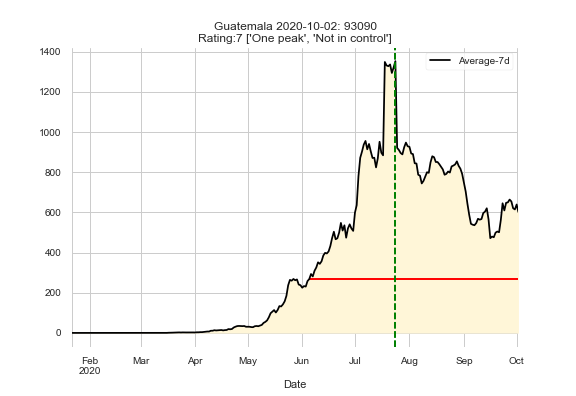 Guatemala 2020-10-02: 93090
Rating:7 ['One peak', 'Not in control']
Average-7d
1400
1200
1000
800
600
400
200
0
Feb
2020
Mar
Apr
May
Jun
Jul
Aug
Sep
Oct
Date